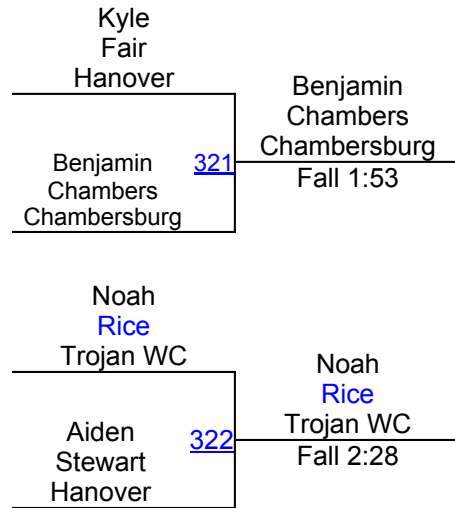 Kyle
Fair
Hanover
Benjamin
Chambers
Chambersburg
321
Benjamin
Chambers
Chambersburg
Fall 1:53
Noah
Rice
Trojan WC
Aiden
Stewart
Hanover
322
Noah
Rice
Trojan WC
Fall 2:28